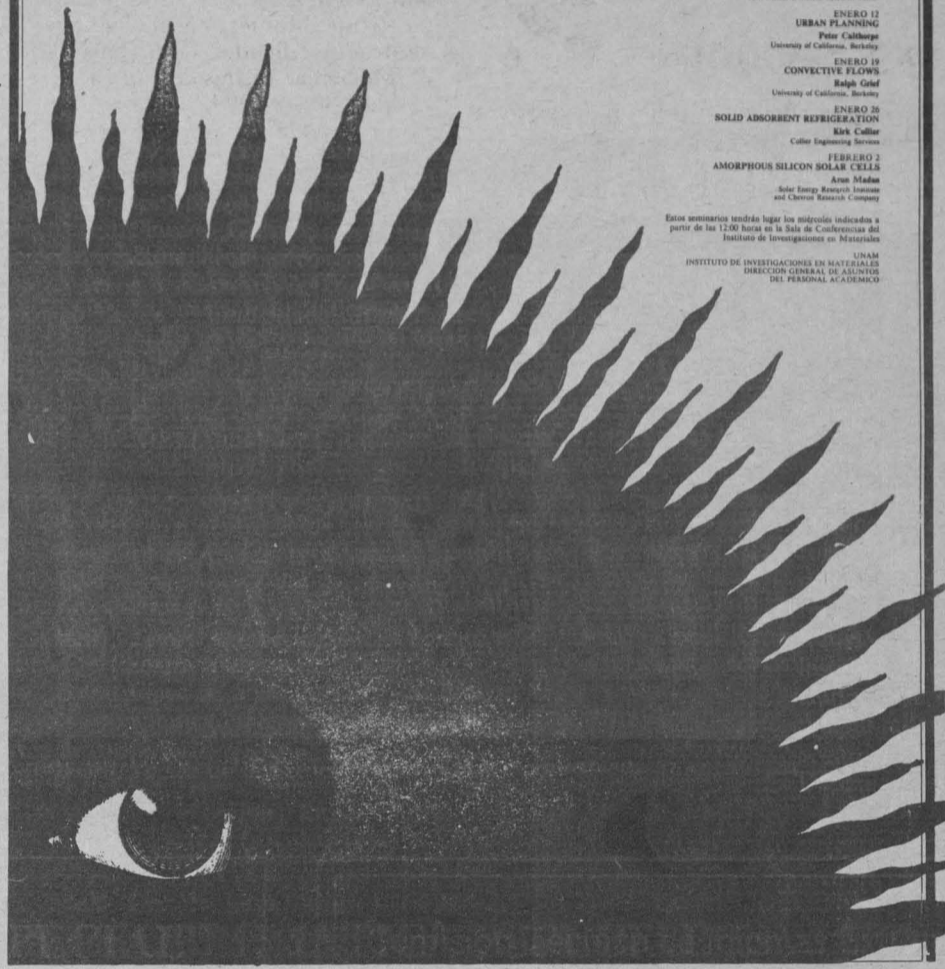 ENERO 12
URBAN PLANNING
Peter Calthorpe
University of California, Berkeley
ENERO 19
CONVECTIVE FLOWS
Ralph Grief
University of California, Berkeley
ENERO 26
SOLID ADSORBENT REFRIGERATION
Kirk Collier
Collier Engineering Services
FEBRERO 2
AMORPHOUS SILICON SOLAR CELLS
Arun Madan
Solar Energy Research Institute
and Chevron Research Company
Estos seminarios tendrán lugar los miércoles indicados a
partir de las 12:00 horas en la Sala de Conferencias del
Instituto de Investigaciones en Materiales
UNAM
INSTITUTO DE INVESTIGACIONES EN MATERIALES
DIRECCION GENERAL DE ASUNTOS
DEL PERSONAL ACADEMICO